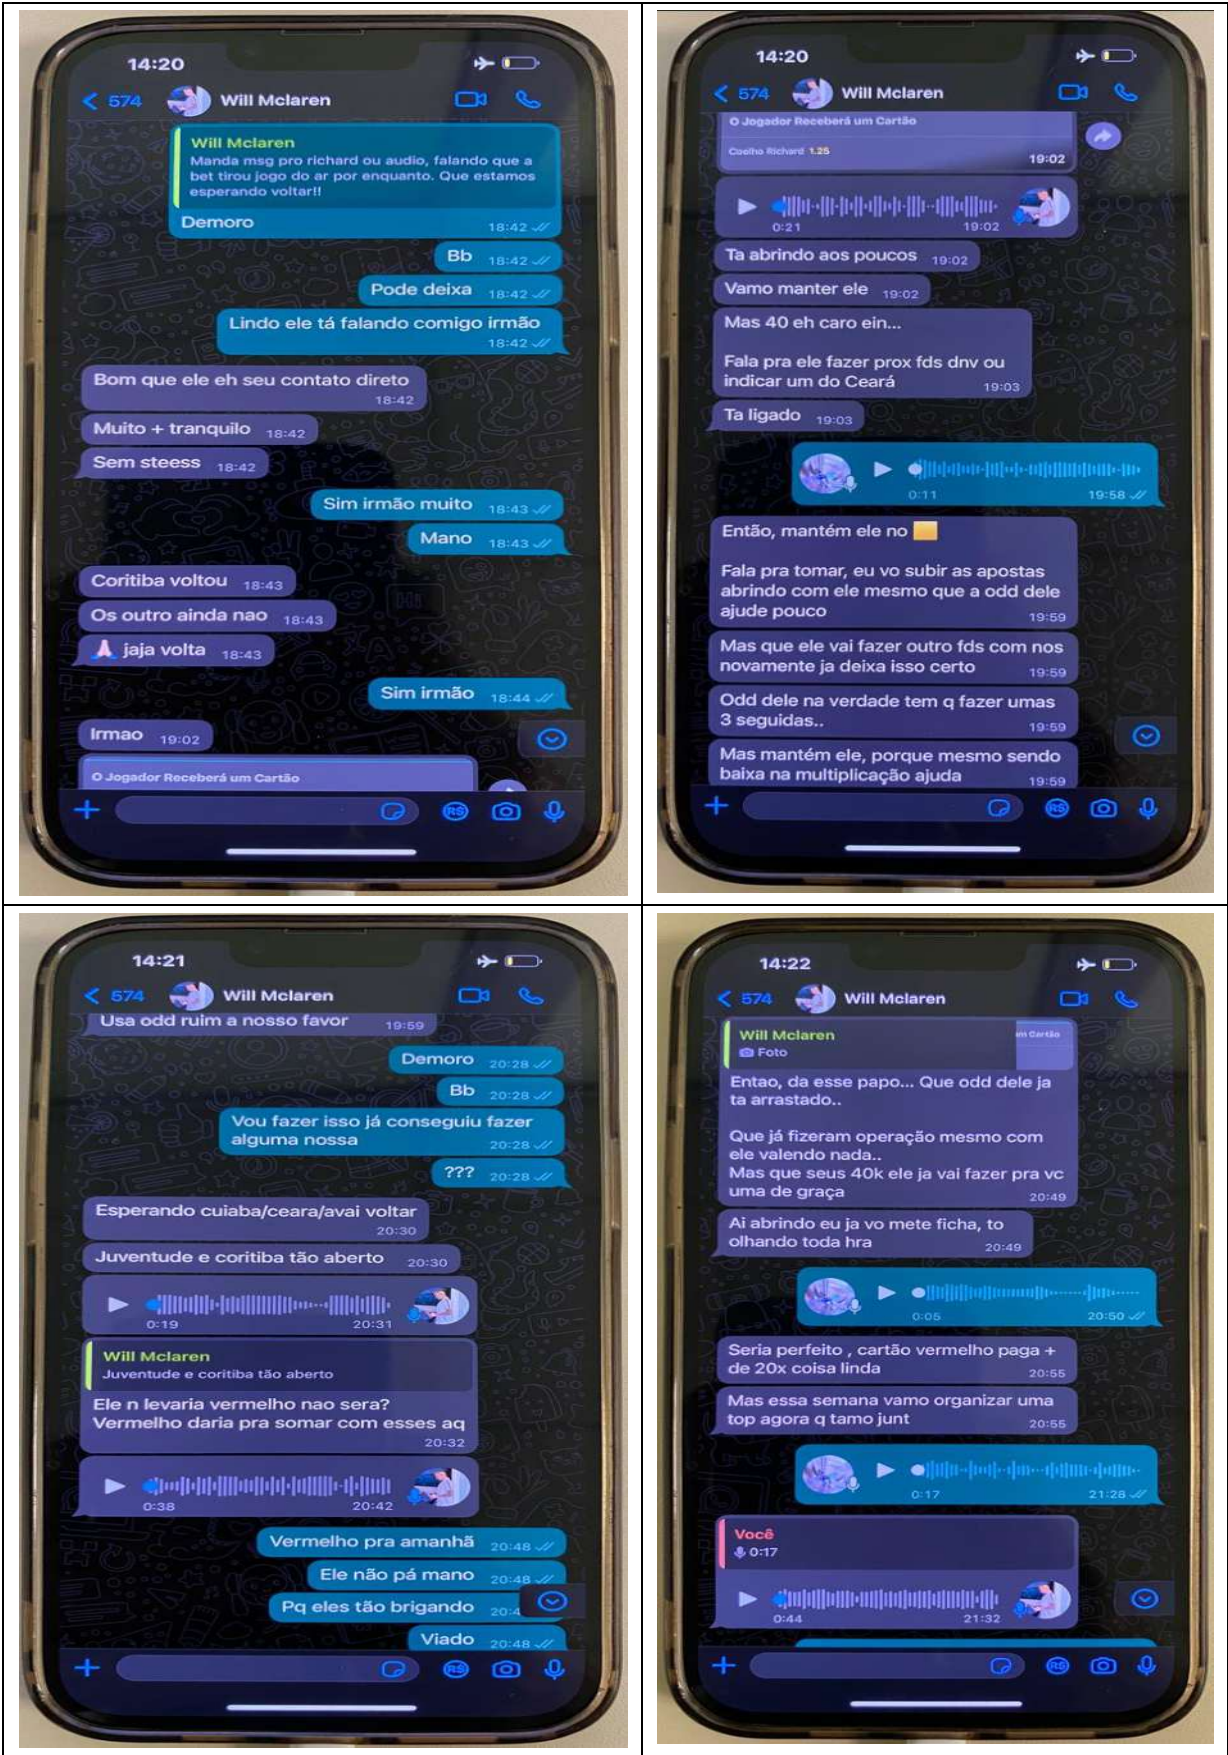 14:20
574
Will Mclaren
Will Mclaren
Manda msg pro richard ou audio, falando que a
bet tirou jogo do ar por enquanto. Que estamos
esperando voltar!!
Demoro
18:42
Bb 18:42
Pode deixa 18:42
Lindo ele tá falando comigo irmão
18:42
Bom que ele eh seu contato direto
18:42
Muito + tranquilo 18:42
Sem steess 18:42
Sim irmão muito 18:43
Mano 18:43
Coritiba voltou 18:43
Os outro ainda nao 18:43
🙏 jaja volta 18:43
Sim irmão 18:44
Irmao 19:02
O Jogador Receberá um Cartão
R$
14:20
574
Will Mclaren
O Jogador Receberá um Cartão
Coelho Richard 1.25
19:02
0:21 19:02
Ta abrindo aos poucos 19:02
Vamo manter ele 19:02
Mas 40 eh caro ein...
Fala pra ele fazer prox fds dnv ou
indicar um do Ceará
19:03
Ta ligado 19:03
0:11 19:58
Então, mantém ele no 🟨
Fala pra tomar, eu vo subir as apostas
abrindo com ele mesmo que a odd dele
ajude pouco
19:59
Mas que ele vai fazer outro fds com nos
novamente ja deixa isso certo
19:59
Odd dele na verdade tem q fazer umas
3 seguidas..
19:59
Mas mantém ele, porque mesmo sendo
baixa na multiplicação ajuda
19:59
R$
14:21
574
Will Mclaren
Usa odd ruim a nosso favor 19:59
Demoro 20:28
Bb 20:28
Vou fazer isso já conseguiu fazer
alguma nossa
20:28
??? 20:28
Esperando cuiaba/ceara/avai voltar
20:30
Juventude e coritiba tão aberto 20:30
0:19 20:31
Will Mclaren
Juventude e coritiba tão aberto
Ele n levaria vermelho nao sera?
Vermelho daria pra somar com esses aq
20:32
0:38 20:42
Vermelho pra amanhã 20:48
Ele não pá mano 20:48
Pq eles tão brigando 20:4
Viado 20:48
R$
14:22
574
Will Mclaren
Will Mclaren
Foto
um Cartão
Entao, da esse papo... Que odd dele ja
ta arrastado..
Que já fizeram operação mesmo com
ele valendo nada..
Mas que seus 40k ele ja vai fazer pra vc
uma de graça
20:49
Ai abrindo eu ja vo mete ficha, to
olhando toda hra
20:49
0:05 20:50
Seria perfeito , cartão vermelho paga +
de 20x coisa linda
20:55
Mas essa semana vamo organizar uma
top agora q tamo junt
20:55
0:17 21:28
Você
0:17
0:44 21:32
R$